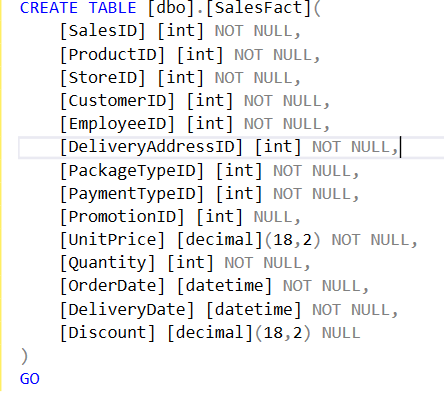 CREATE TABLE [dbo].[SalesFact](
[SalesID] [int] NOT NULL,
[ProductID] [int] NOT NULL,
[StoreID] [int] NOT NULL,
[CustomerID] [int] NOT NULL,
[EmployeeID] [int] NOT NULL,
[DeliveryAddressID] [int] NOT NULL,
[PackageTypeID] [int] NOT NULL,
[PaymentTypeID] [int] NOT NULL,
[PromotionID] [int] NULL,
[UnitPrice] [decimal](18,2) NOT NULL,
[Quantity] [int] NOT NULL,
[OrderDate] [datetime] NOT NULL,
[DeliveryDate] [datetime] NOT NULL,
[Discount] [decimal](18,2) NULL
)
GO